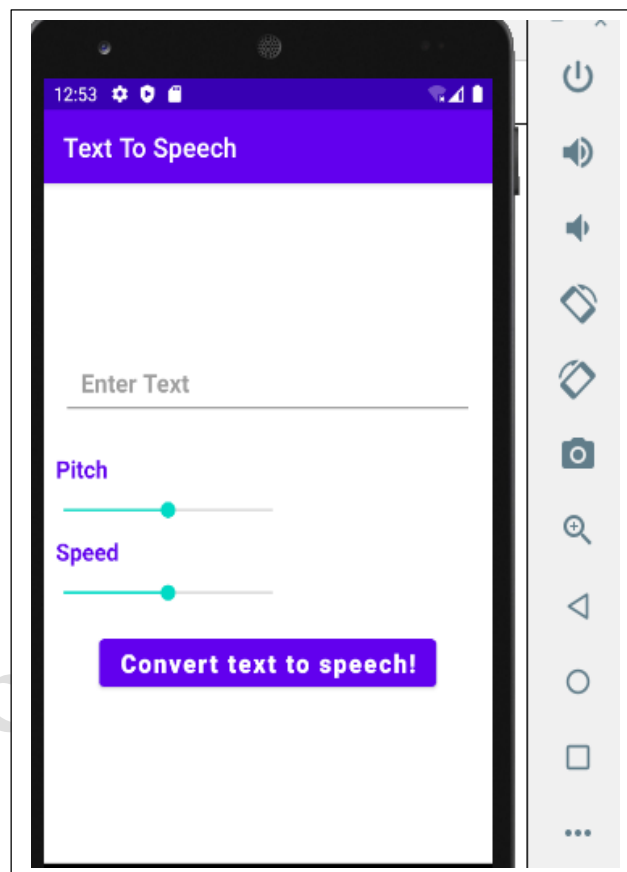 12:53
Text To Speech
Enter Text
Pitch
Speed
Convert text to speech!